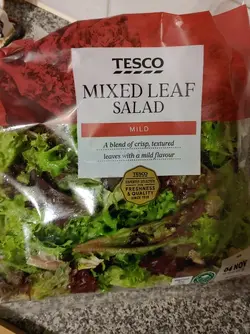 TESCO
MIXED LEAF
SALAD
MILD
A blend of crisp, textured
leaves with a mild flavour
TESCO
FRESHNESS
& QUALITY